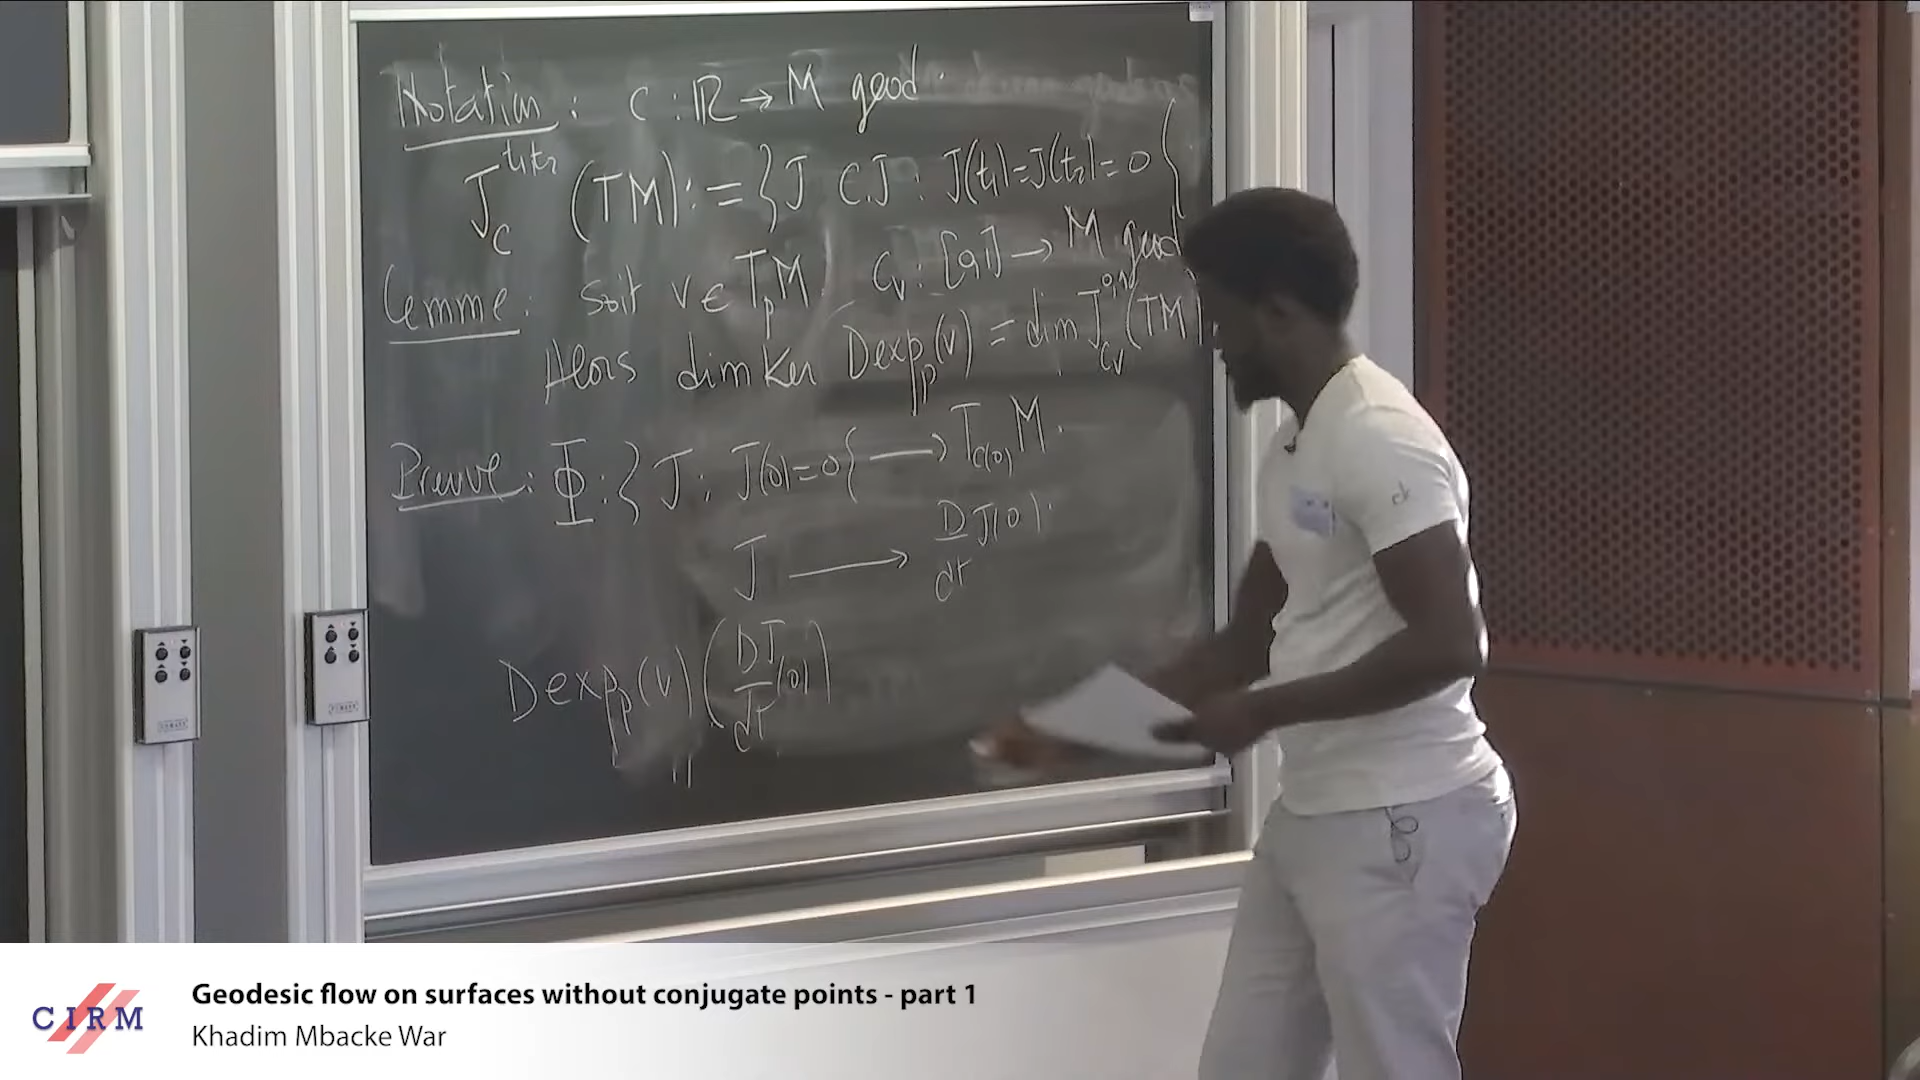 Notation : c : ℝ → M geod.
J_c^{t₁,t₂} (TM) := { J C.J : J(t₁) = J(t₂) = 0 }
Lemme : Soit v ∈ T_pM. C_v : [0,1] → M geod
Alors dim ker Dexp_p(v) = dim J_{C_v}^{0,1}(TM)
Preuve : Φ : { J : J(0) = 0 } → T_{c(0)}M.
J → D/dt J(0).
Dexp_p(v) (DJ/dt (0))
CIRM
Geodesic flow on surfaces without conjugate points - part 1
Khadim Mbacke War